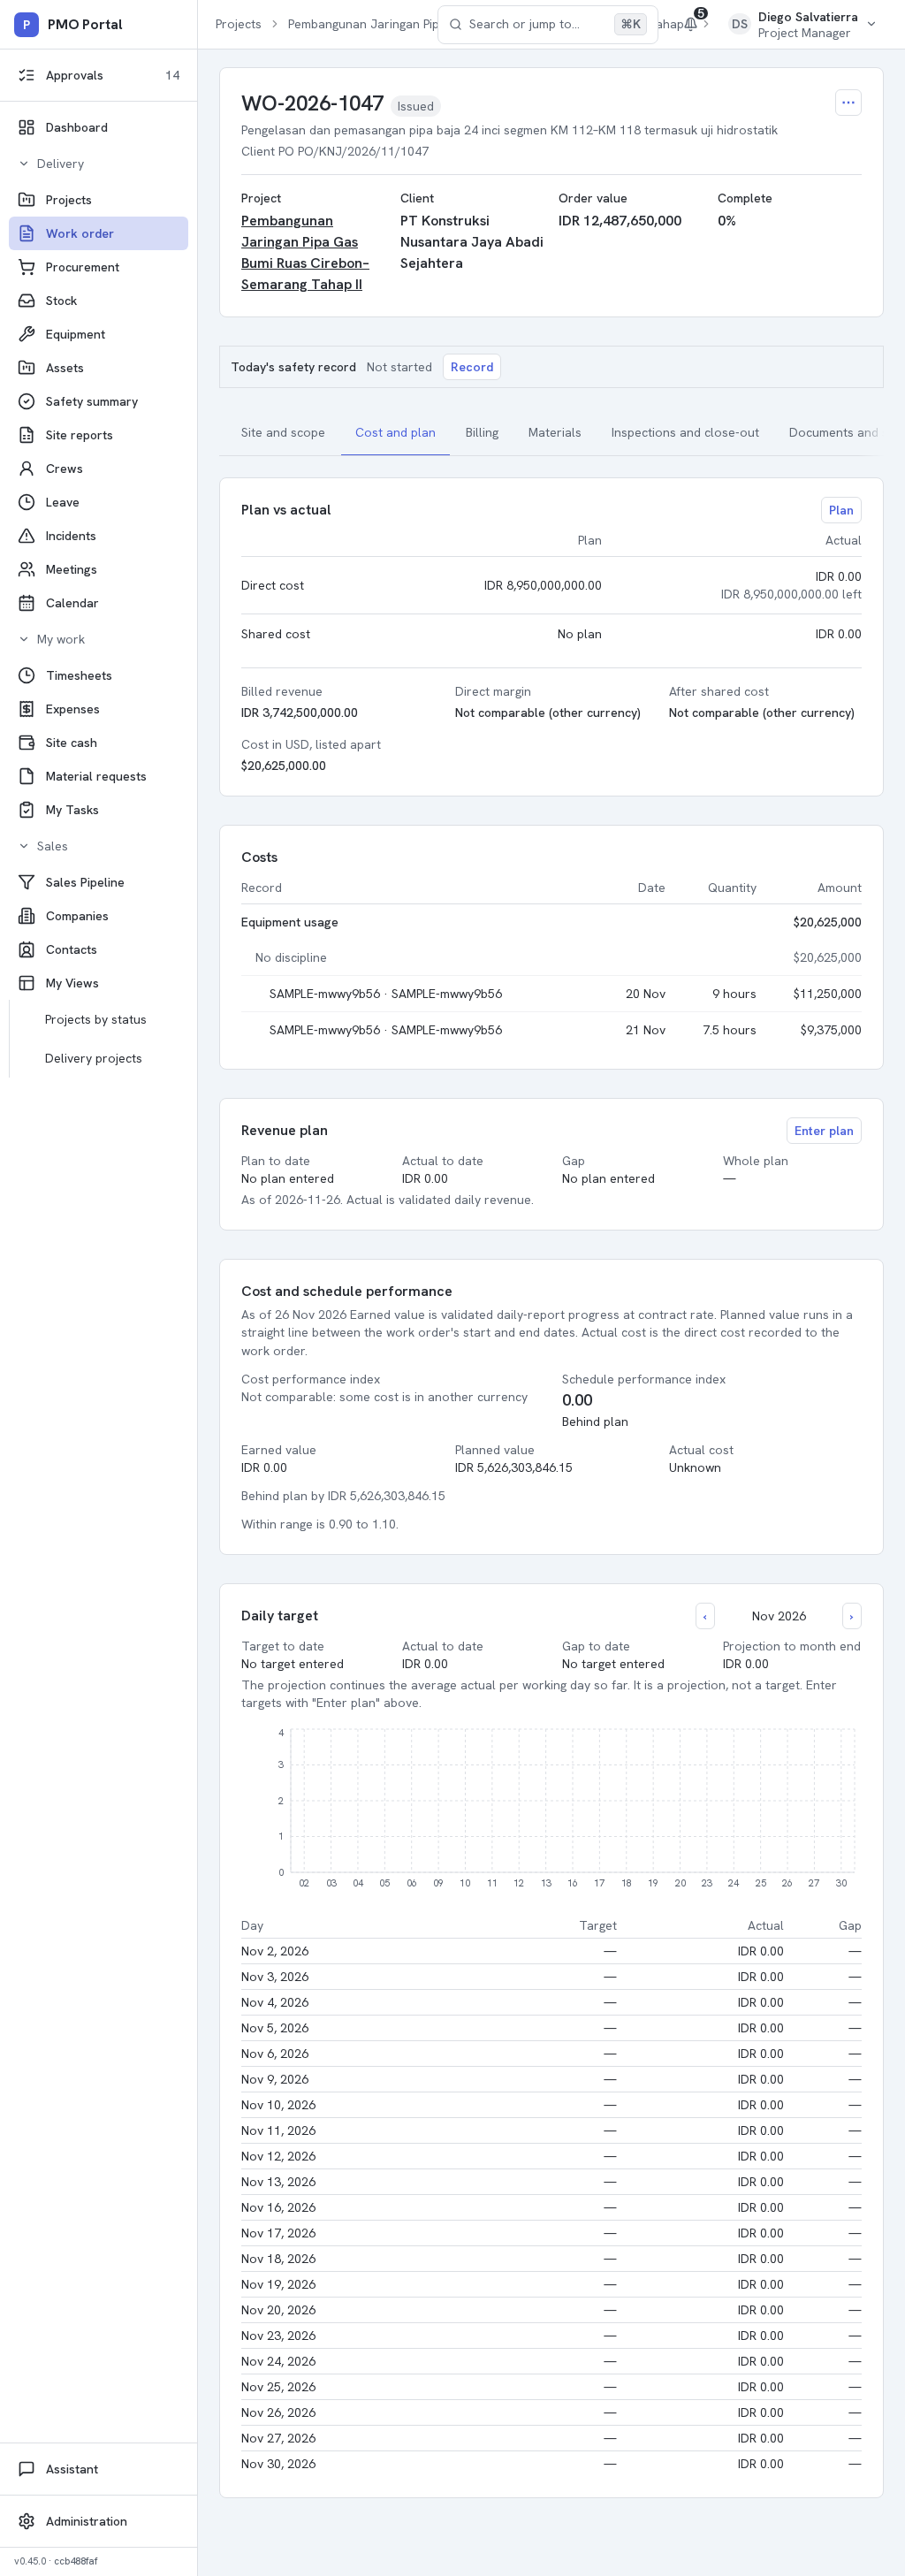 P PMO Portal
Projects > Pembangunan Jaringan Pip
Search or jump to... ⌘K
5
DS Diego Salvatierra
Project Manager
Approvals 14
Dashboard
Delivery
Projects
Work order
Procurement
Stock
Equipment
Assets
Safety summary
Site reports
Crews
Leave
Incidents
Meetings
Calendar
My work
Timesheets
Expenses
Site cash
Material requests
My Tasks
Sales
Sales Pipeline
Companies
Contacts
My Views
Projects by status
Delivery projects
Assistant
Administration
v0.45.0 · ccb488faf
WO-2026-1047 Issued
Pengelasan dan pemasangan pipa baja 24 inci segmen KM 112–KM 118 termasuk uji hidrostatik
Client PO PO/KNJ/2026/11/1047
Project Client Order value Complete
Pembangunan Jaringan Pipa Gas Bumi Ruas Cirebon–Semarang Tahap II
PT Konstruksi Nusantara Jaya Abadi Sejahtera
IDR 12,487,650,000
0%
Today's safety record Not started Record
Site and scope Cost and plan Billing Materials Inspections and close-out Documents and
Plan vs actual Plan
Plan Actual
Direct cost IDR 8,950,000,000.00 IDR 0.00
IDR 8,950,000,000.00 left
Shared cost No plan IDR 0.00
Billed revenue Direct margin After shared cost
IDR 3,742,500,000.00 Not comparable (other currency) Not comparable (other currency)
Cost in USD, listed apart
$20,625,000.00
Costs
Record Date Quantity Amount
Equipment usage $20,625,000
No discipline $20,625,000
SAMPLE-mwwy9b56 · SAMPLE-mwwy9b56 20 Nov 9 hours $11,250,000
SAMPLE-mwwy9b56 · SAMPLE-mwwy9b56 21 Nov 7.5 hours $9,375,000
Revenue plan Enter plan
Plan to date Actual to date Gap Whole plan
No plan entered IDR 0.00 No plan entered —
As of 2026-11-26. Actual is validated daily revenue.
Cost and schedule performance
As of 26 Nov 2026 Earned value is validated daily-report progress at contract rate. Planned value runs in a
straight line between the work order's start and end dates. Actual cost is the direct cost recorded to the
work order.
Cost performance index Schedule performance index
Not comparable: some cost is in another currency 0.00
Behind plan
Earned value Planned value Actual cost
IDR 0.00 IDR 5,626,303,846.15 Unknown
Behind plan by IDR 5,626,303,846.15
Within range is 0.90 to 1.10.
Daily target ‹ Nov 2026 ›
Target to date Actual to date Gap to date Projection to month end
No target entered IDR 0.00 No target entered IDR 0.00
The projection continues the average actual per working day so far. It is a projection, not a target. Enter
targets with "Enter plan" above.
4
3
2
1
0
02 03 04 05 06 09 10 11 12 13 16 17 18 19 20 23 24 25 26 27 30
Day Target Actual Gap
Nov 2, 2026 — IDR 0.00 —
Nov 3, 2026 — IDR 0.00 —
Nov 4, 2026 — IDR 0.00 —
Nov 5, 2026 — IDR 0.00 —
Nov 6, 2026 — IDR 0.00 —
Nov 9, 2026 — IDR 0.00 —
Nov 10, 2026 — IDR 0.00 —
Nov 11, 2026 — IDR 0.00 —
Nov 12, 2026 — IDR 0.00 —
Nov 13, 2026 — IDR 0.00 —
Nov 16, 2026 — IDR 0.00 —
Nov 17, 2026 — IDR 0.00 —
Nov 18, 2026 — IDR 0.00 —
Nov 19, 2026 — IDR 0.00 —
Nov 20, 2026 — IDR 0.00 —
Nov 23, 2026 — IDR 0.00 —
Nov 24, 2026 — IDR 0.00 —
Nov 25, 2026 — IDR 0.00 —
Nov 26, 2026 — IDR 0.00 —
Nov 27, 2026 — IDR 0.00 —
Nov 30, 2026 — IDR 0.00 —